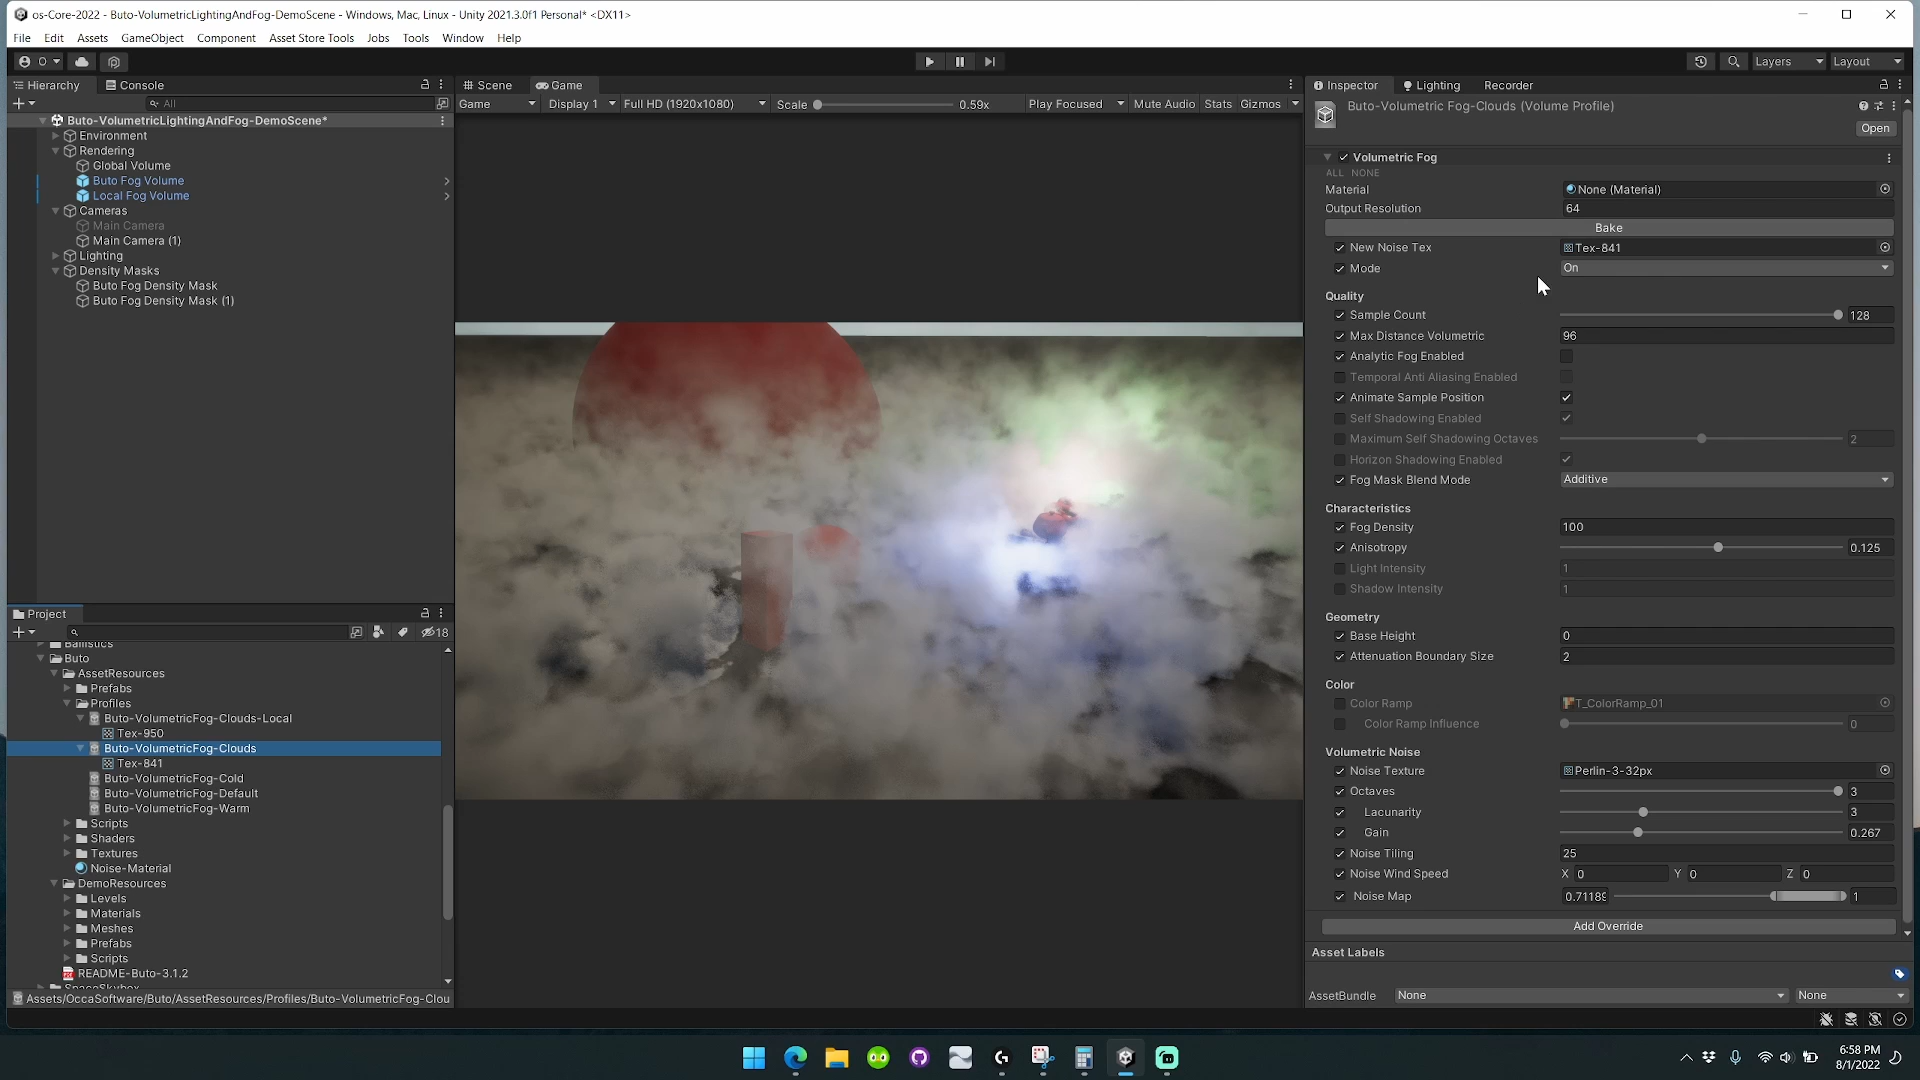 os-Core-2022 - Buto-VolumetricLightingAndFog-DemoScene - Windows, Mac, Linux - Unity 2021.3.0f1 Personal* <DX11>
File Edit Assets GameObject Component Asset Store Tools Jobs Tools Window Help
O Layers Layout
Hierarchy Console
All
Buto-VolumetricLightingAndFog-DemoScene*
Environment
Rendering
Global Volume
Buto Fog Volume
Local Fog Volume
Cameras
Main Camera
Main Camera (1)
Lighting
Density Masks
Buto Fog Density Mask
Buto Fog Density Mask (1)
Project
18
Ballistics
Buto
AssetResources
Prefabs
Profiles
Buto-VolumetricFog-Clouds-Local
Tex-950
Buto-VolumetricFog-Clouds
Tex-841
Buto-VolumetricFog-Cold
Buto-VolumetricFog-Default
Buto-VolumetricFog-Warm
Scripts
Shaders
Textures
Noise-Material
DemoResources
Levels
Materials
Meshes
Prefabs
Scripts
README-Buto-3.1.2
SpaceSkybox
Assets/OccaSoftware/Buto/AssetResources/Profiles/Buto-VolumetricFog-Clou
Scene Game
Game Display 1 Full HD (1920x1080) Scale 0.59x Play Focused Mute Audio Stats Gizmos
Inspector Lighting Recorder
Buto-Volumetric Fog-Clouds (Volume Profile)
Open
Volumetric Fog
ALL NONE
Material None (Material)
Output Resolution 64
Bake
New Noise Tex Tex-841
Mode On
Quality
Sample Count 128
Max Distance Volumetric 96
Analytic Fog Enabled
Temporal Anti Aliasing Enabled
Animate Sample Position
Self Shadowing Enabled
Maximum Self Shadowing Octaves 2
Horizon Shadowing Enabled
Fog Mask Blend Mode Additive
Characteristics
Fog Density 100
Anisotropy 0.125
Light Intensity 1
Shadow Intensity 1
Geometry
Base Height 0
Attenuation Boundary Size 2
Color
Color Ramp T_ColorRamp_01
Color Ramp Influence 0
Volumetric Noise
Noise Texture Perlin-3-32px
Octaves 3
Lacunarity 3
Gain 0.267
Noise Tiling 25
Noise Wind Speed X 0 Y 0 Z 0
Noise Map 0.7118 1
Add Override
Asset Labels
AssetBundle None None
6:58 PM
8/1/2022